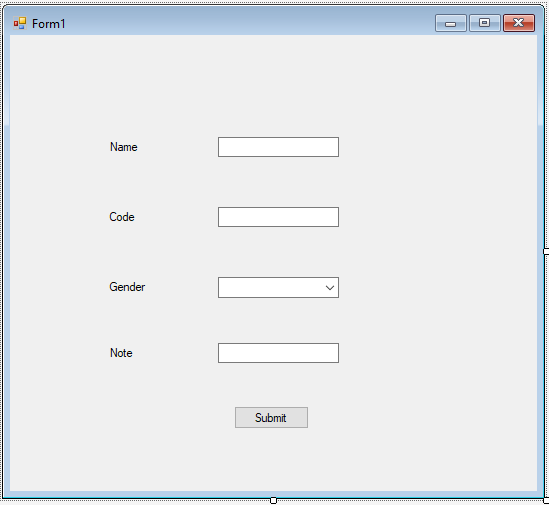 Form1
Name
Code
Gender
Note
Submit